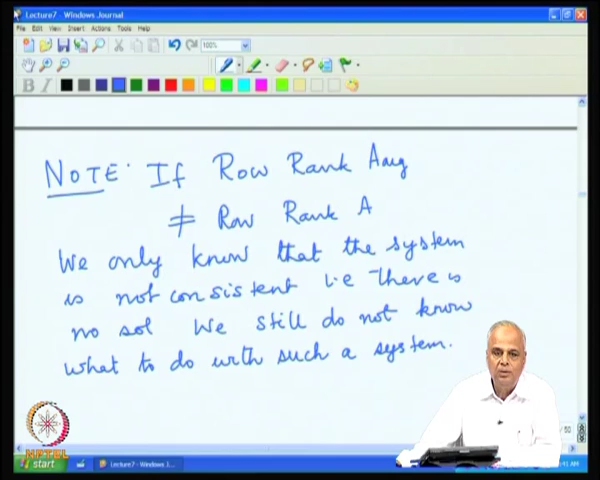 Lecture7 - Windows Journal
File Edit View Insert Actions Tools Help
100%
B I
NOTE: If Row Rank Aaug
≠ Row Rank A
We only know that the system
is not consistent i.e There is
no sol We still do not know
what to do with such a system.
/ 50
NPTEL
start Lecture7 - Windows J...